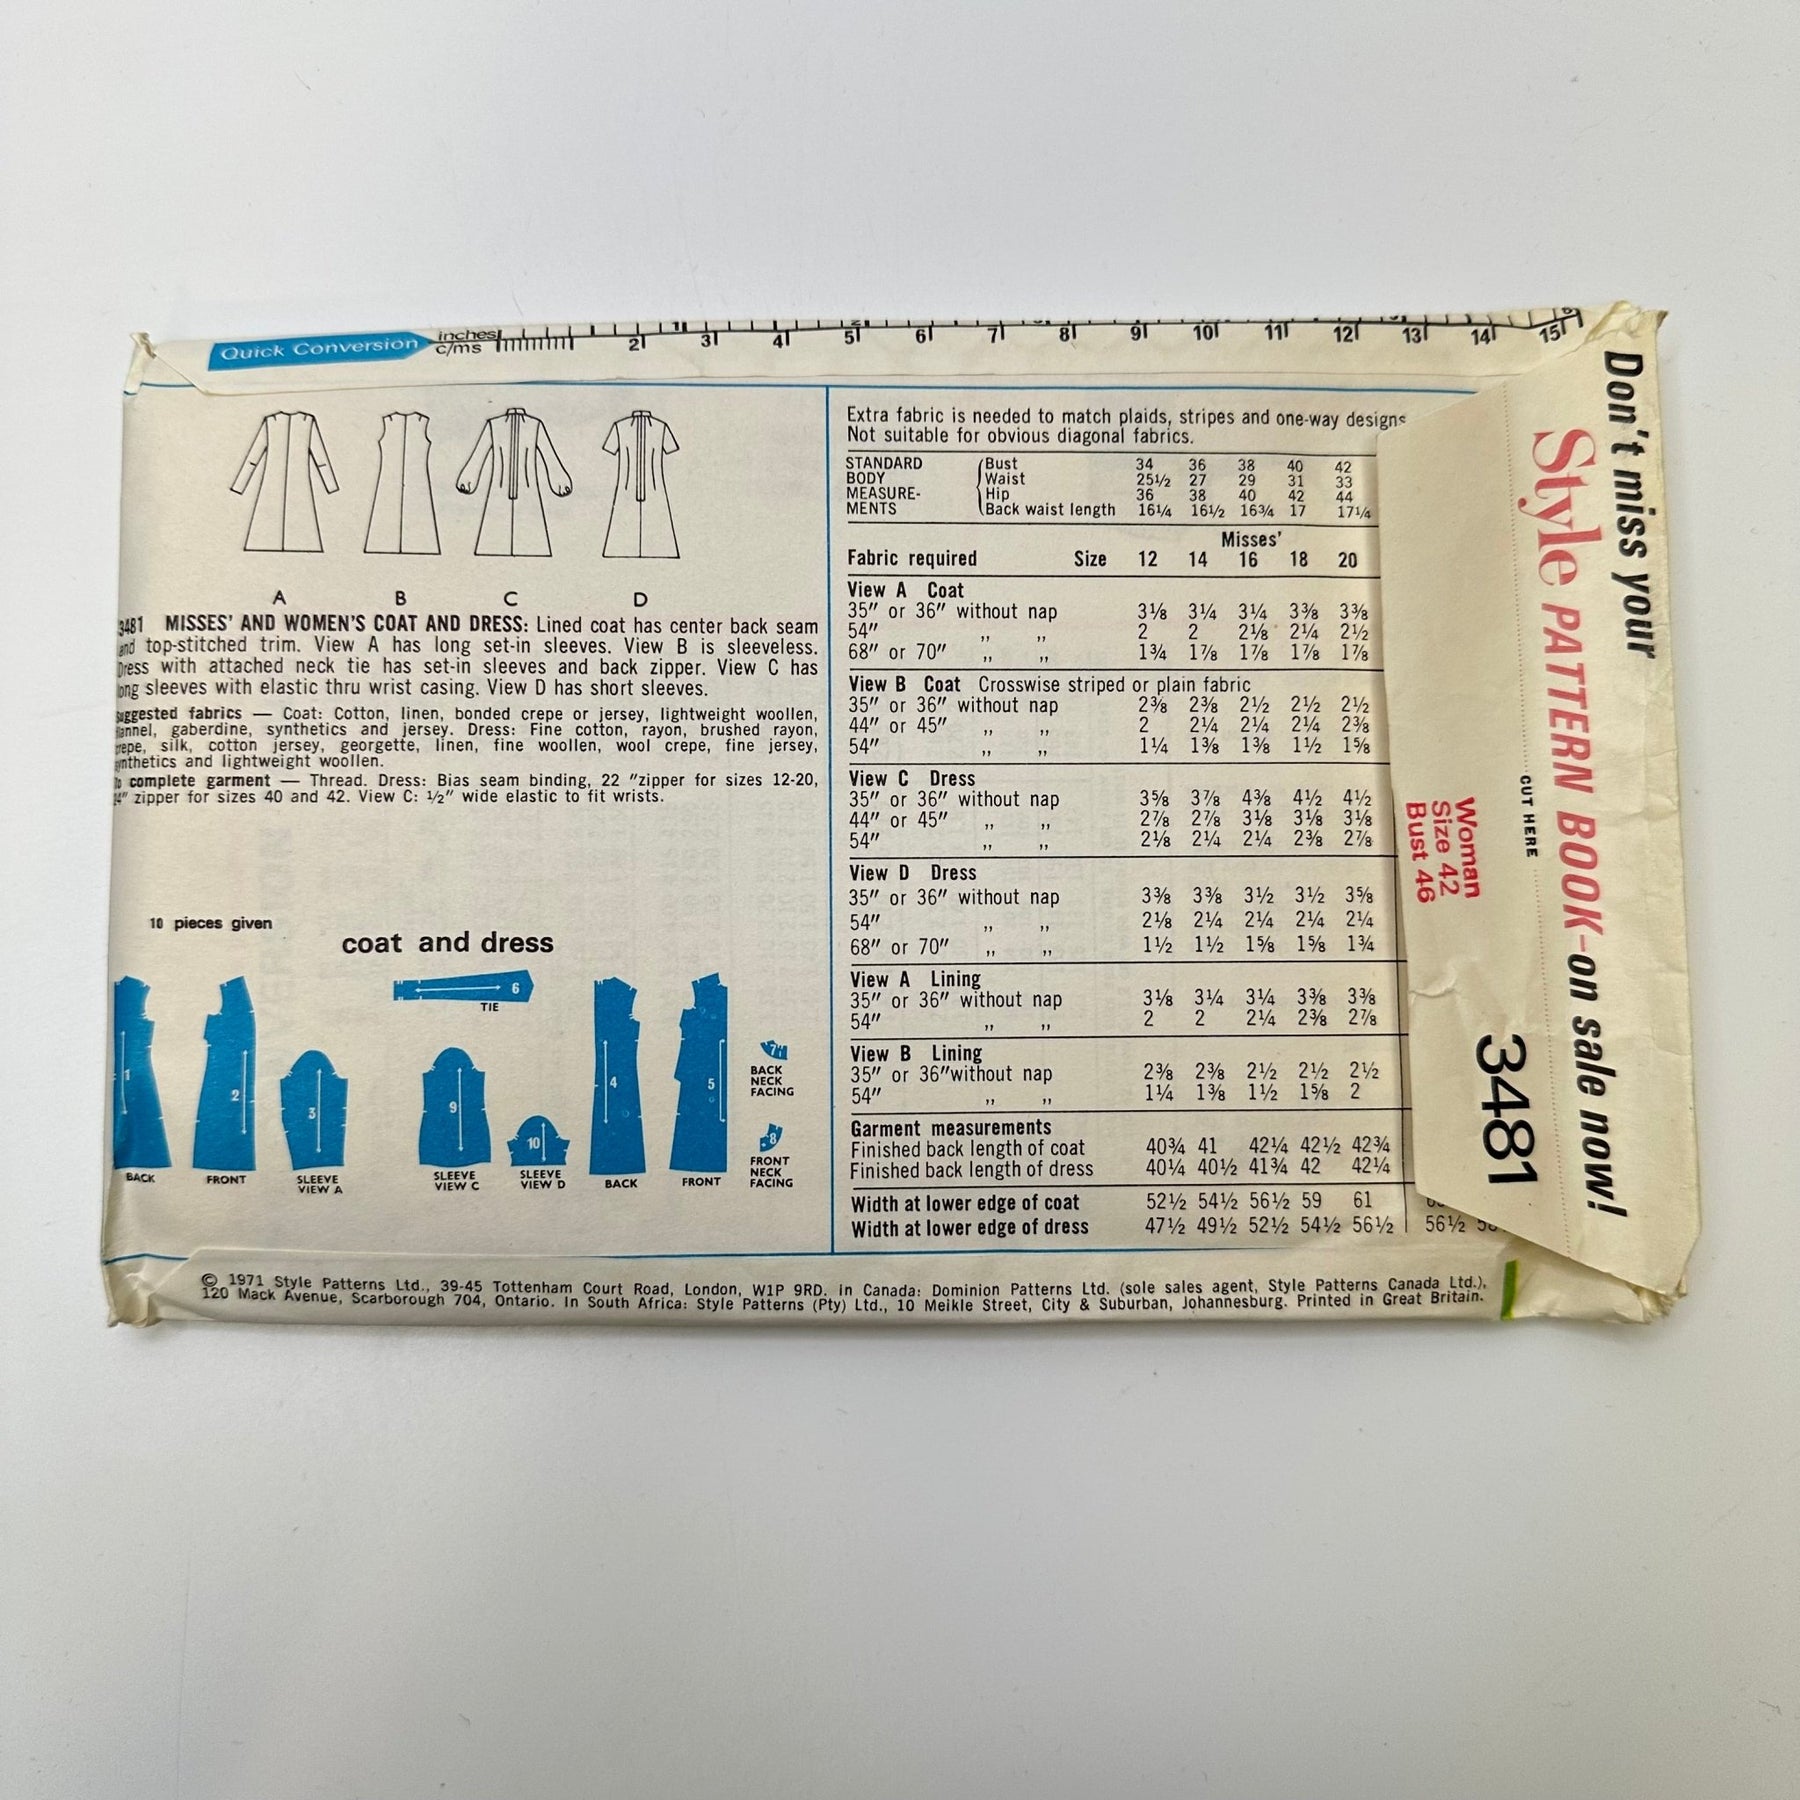 Quick Conversion
inches
c/ms
2 3 4 5 6 7 8 9 10 11 12 13 14 15
A B C D
3481 MISSES' AND WOMEN'S COAT AND DRESS: Lined coat has center back seam
and top-stitched trim. View A has long set-in sleeves. View B is sleeveless.
Dress with attached neck tie has set-in sleeves and back zipper. View C has
long sleeves with elastic thru wrist casing. View D has short sleeves.
Suggested fabrics — Coat: Cotton, linen, bonded crepe or jersey, lightweight woollen,
flannel, gaberdine, synthetics and jersey. Dress: Fine cotton, rayon, brushed rayon,
crepe, silk, cotton jersey, georgette, linen, fine woollen, wool crepe, fine jersey,
synthetics and lightweight woollen.
To complete garment — Thread. Dress: Bias seam binding, 22 "zipper for sizes 12-20,
24" zipper for sizes 40 and 42. View C: ½" wide elastic to fit wrists.
10 pieces given
coat and dress
1
BACK
2
FRONT
3
SLEEVE
VIEW A
6
TIE
9
SLEEVE
VIEW C
10
SLEEVE
VIEW D
4
BACK
5
FRONT
7
BACK
NECK
FACING
8
FRONT
NECK
FACING
Extra fabric is needed to match plaids, stripes and one-way designs
Not suitable for obvious diagonal fabrics.
STANDARD Bust 34 36 38 40 42
BODY Waist 25½ 27 29 31 33
MEASURE- Hip 36 38 40 42 44
MENTS Back waist length 16¼ 16½ 16¾ 17 17¼
Misses'
Fabric required Size 12 14 16 18 20
View A Coat
35" or 36" without nap 3⅛ 3¼ 3¼ 3⅜ 3⅜
54" ,, ,, 2 2 2⅛ 2¼ 2½
68" or 70" ,, ,, 1¾ 1⅞ 1⅞ 1⅞ 1⅞
View B Coat Crosswise striped or plain fabric
35" or 36" without nap 2⅜ 2⅜ 2½ 2½ 2½
44" or 45" ,, ,, 2 2¼ 2¼ 2¼ 2⅜
54" ,, ,, 1¼ 1⅜ 1⅜ 1½ 1⅝
View C Dress
35" or 36" without nap 3⅝ 3⅞ 4⅜ 4½ 4½
44" or 45" ,, ,, 2⅞ 2⅞ 3⅛ 3⅛ 3⅛
54" ,, ,, 2⅛ 2¼ 2¼ 2⅜ 2⅞
View D Dress
35" or 36" without nap 3⅜ 3⅜ 3½ 3½ 3⅝
54" ,, ,, 2⅛ 2¼ 2¼ 2¼ 2¼
68" or 70" ,, ,, 1½ 1½ 1⅝ 1⅝ 1¾
View A Lining
35" or 36" without nap 3⅛ 3¼ 3¼ 3⅜ 3⅜
54" ,, ,, 2 2 2¼ 2⅜ 2⅞
View B Lining
35" or 36"without nap 2⅜ 2⅜ 2½ 2½ 2½
54" ,, ,, 1¼ 1⅜ 1½ 1⅝ 2
Garment measurements
Finished back length of coat 40¾ 41 42¼ 42½ 42¾
Finished back length of dress 40¼ 40½ 41¾ 42 42¼
Width at lower edge of coat 52½ 54½ 56½ 59 61
Width at lower edge of dress 47½ 49½ 52½ 54½ 56½ 56½
Don't miss your
Style PATTERN BOOK-on sale now!
CUT HERE
Woman
Size 42
Bust 46
3481
© 1971 Style Patterns Ltd., 39-45 Tottenham Court Road, London, W1P 9RD. In Canada: Dominion Patterns Ltd. (sole sales agent, Style Patterns Canada Ltd.),
120 Mack Avenue, Scarborough 704, Ontario. In South Africa: Style Patterns (Pty) Ltd., 10 Meikle Street, City & Suburban, Johannesburg. Printed in Great Britain.